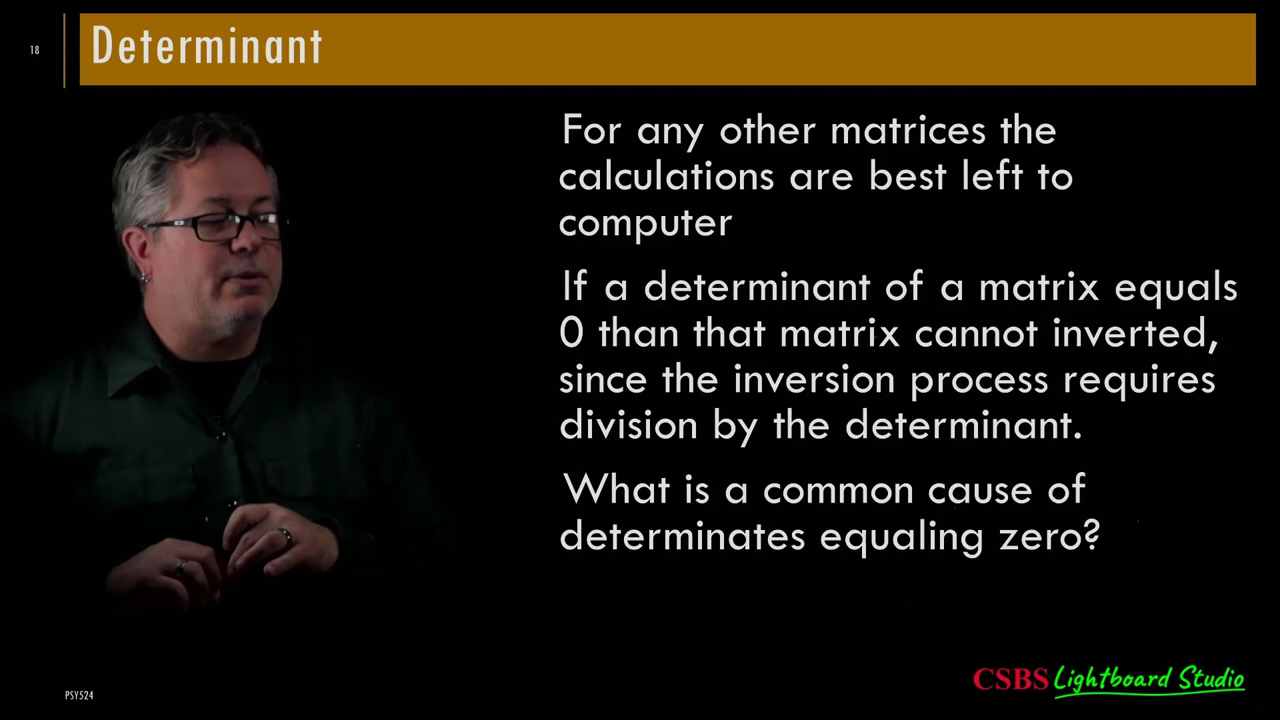 18
Determinant
For any other matrices the
calculations are best left to
computer
If a determinant of a matrix equals
0 than that matrix cannot inverted,
since the inversion process requires
division by the determinant.
What is a common cause of
determinates equaling zero?
PSY524
CSBS Lightboard Studio